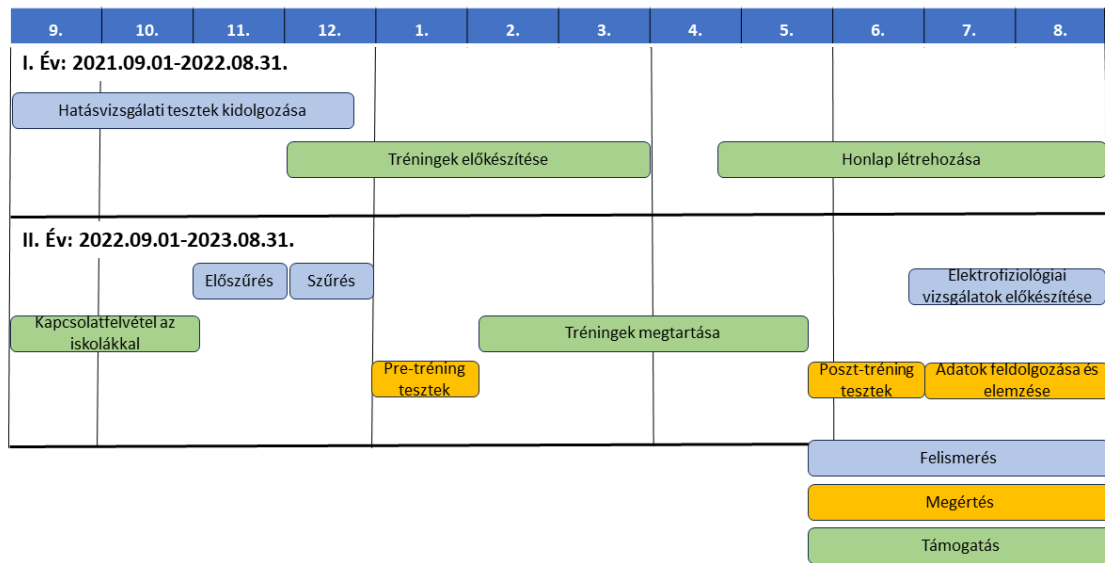 9. 10. 11. 12. 1. 2. 3. 4. 5. 6. 7. 8.
I. Év: 2021.09.01-2022.08.31.
Hatásvizsgálati tesztek kidolgozása
Tréningek előkészítése
Honlap létrehozása
II. Év: 2022.09.01-2023.08.31.
Előszűrés
Szűrés
Elektrofiziológiai
vizsgálatok előkészítése
Kapcsolatfelvétel az
iskolákkal
Tréningek megtartása
Pre-tréning
tesztek
Poszt-tréning
tesztek
Adatok feldolgozása és
elemzése
Felismerés
Megértés
Támogatás